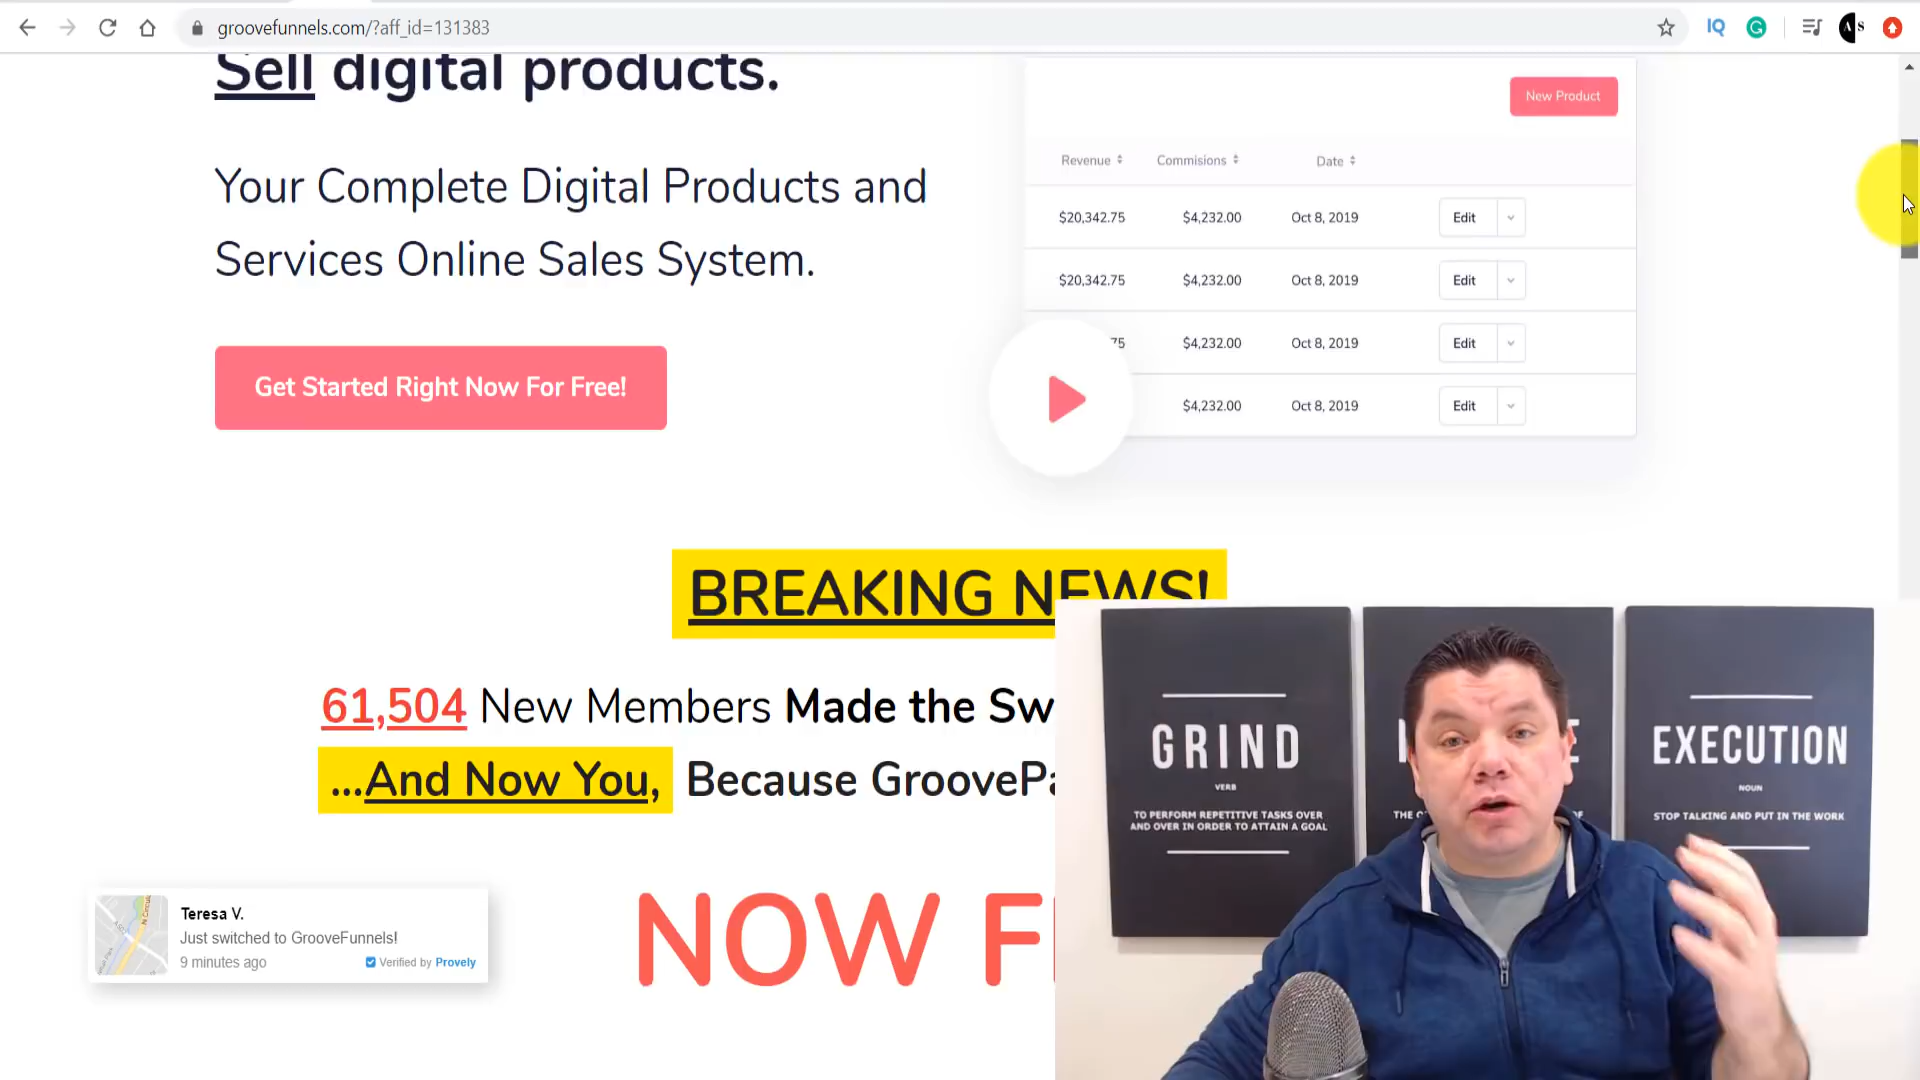 groovefunnels.com/?aff_id=131383
IQ
Sell digital products.
Your Complete Digital Products and
Services Online Sales System.
Get Started Right Now For Free!
New Product
Revenue Commisions Date
$20,342.75 $4,232.00 Oct 8, 2019 Edit
$20,342.75 $4,232.00 Oct 8, 2019 Edit
75 $4,232.00 Oct 8, 2019 Edit
$4,232.00 Oct 8, 2019 Edit
BREAKING NEWS!
61,504 New Members Made the Sw
...And Now You, Because GroovePa
NOW F
Teresa V.
Just switched to GrooveFunnels!
9 minutes ago
Verified by Provely
GRIND
VERB
TO PERFORM REPETITIVE TASKS OVER
AND OVER IN ORDER TO ATTAIN A GOAL
EXECUTION
NOUN
STOP TALKING AND PUT IN THE WORK